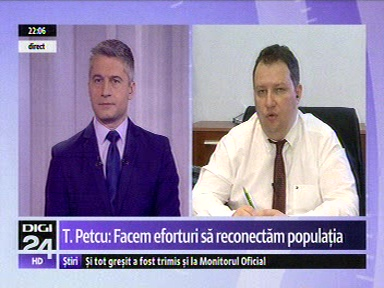 22:06
direct
DIGI
24
HD
T. Petcu: Facem eforturi să reconectăm populația
Știri
Și tot greșit a fost trimis și la Monitorul Oficial